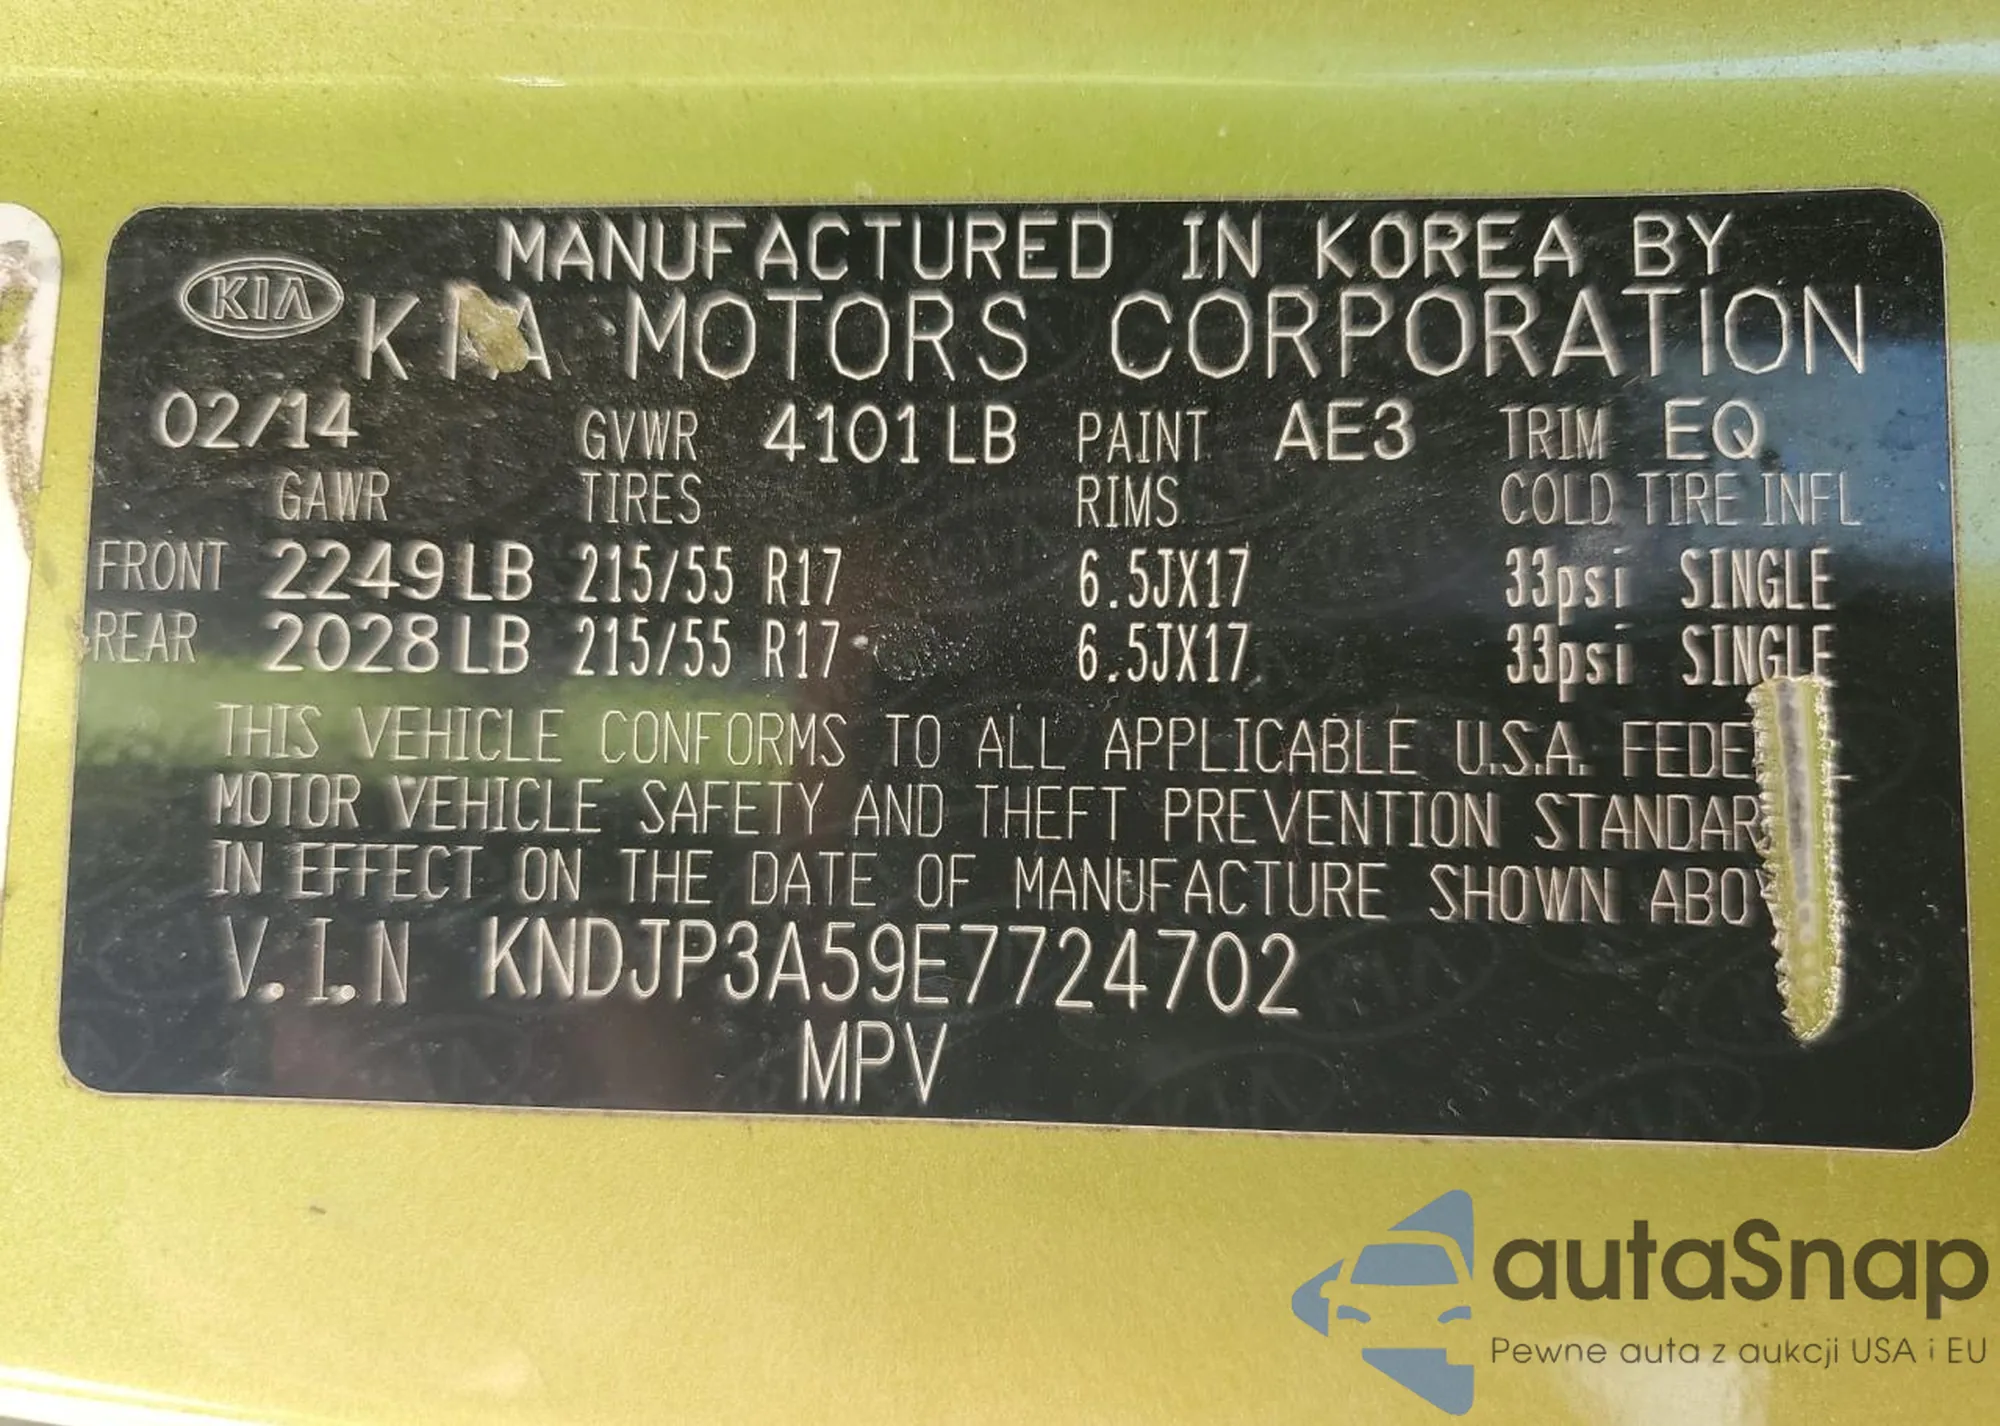 MANUFACTURED IN KOREA BY
KIA KIA MOTORS CORPORATION
02/14 GVWR 4101 LB PAINT AE3 TRIM EQ
GAWR TIRES RIMS COLD TIRE INFL
FRONT 2249 LB 215/55 R17 6.5JX17 33psi SINGLE
REAR 2028 LB 215/55 R17 6.5JX17 33psi SINGLE
THIS VEHICLE CONFORMS TO ALL APPLICABLE U.S.A.
MOTOR VEHICLE SAFETY AND THEFT PREVENTION
IN EFFECT ON THE DATE OF MANUFACTURE SHOWN
V.I.N KNDJP3A59E7724702
MPV
autaSnap
Pewne auta z aukcji USA i EU